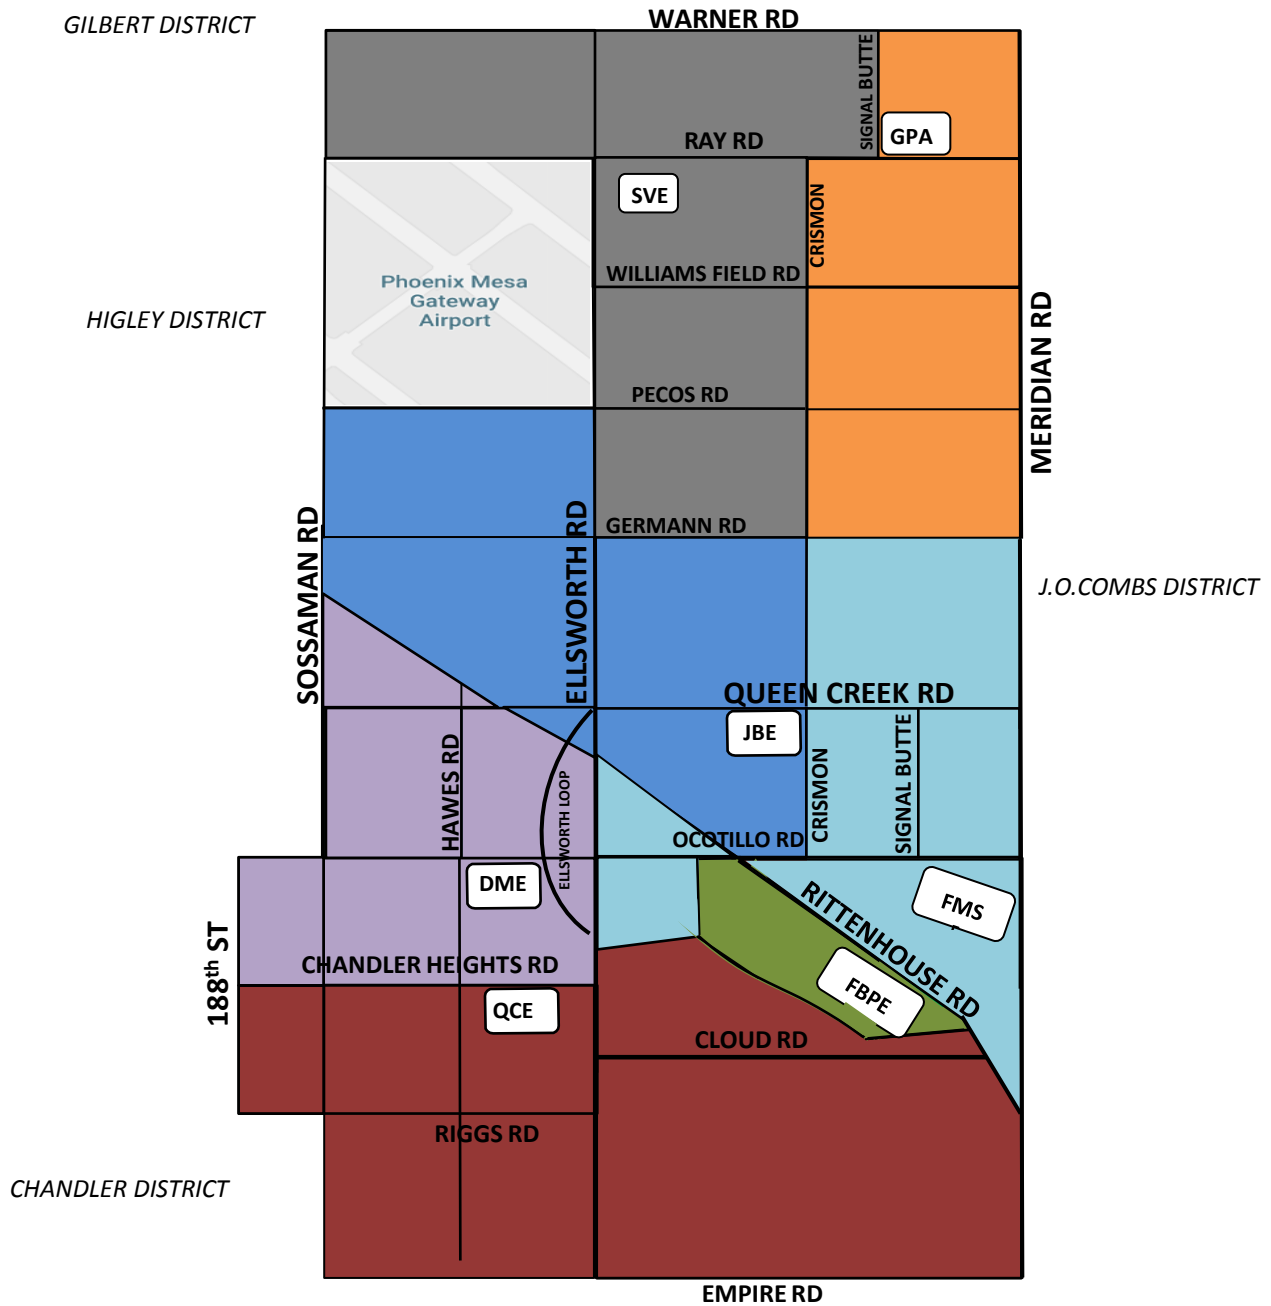 GILBERT DISTRICT
WARNER RD
SIGNAL BUTTE
GPA
RAY RD
SVE
CRISMON
WILLIAMS FIELD RD
Phoenix Mesa
Gateway
Airport
HIGLEY DISTRICT
MERIDIAN RD
PECOS RD
GERMANN RD
SOSSAMAN RD
ELLSWORTH RD
J.O.COMBS DISTRICT
QUEEN CREEK RD
JBE
HAWES RD
ELLSWORTH LOOP
CRISMON
SIGNAL BUTTE
OCOTILLO RD
DME
RITTENHOUSE RD
FMS
188th ST
CHANDLER HEIGHTS RD
FBPE
QCE
CLOUD RD
RIGGS RD
CHANDLER DISTRICT
EMPIRE RD